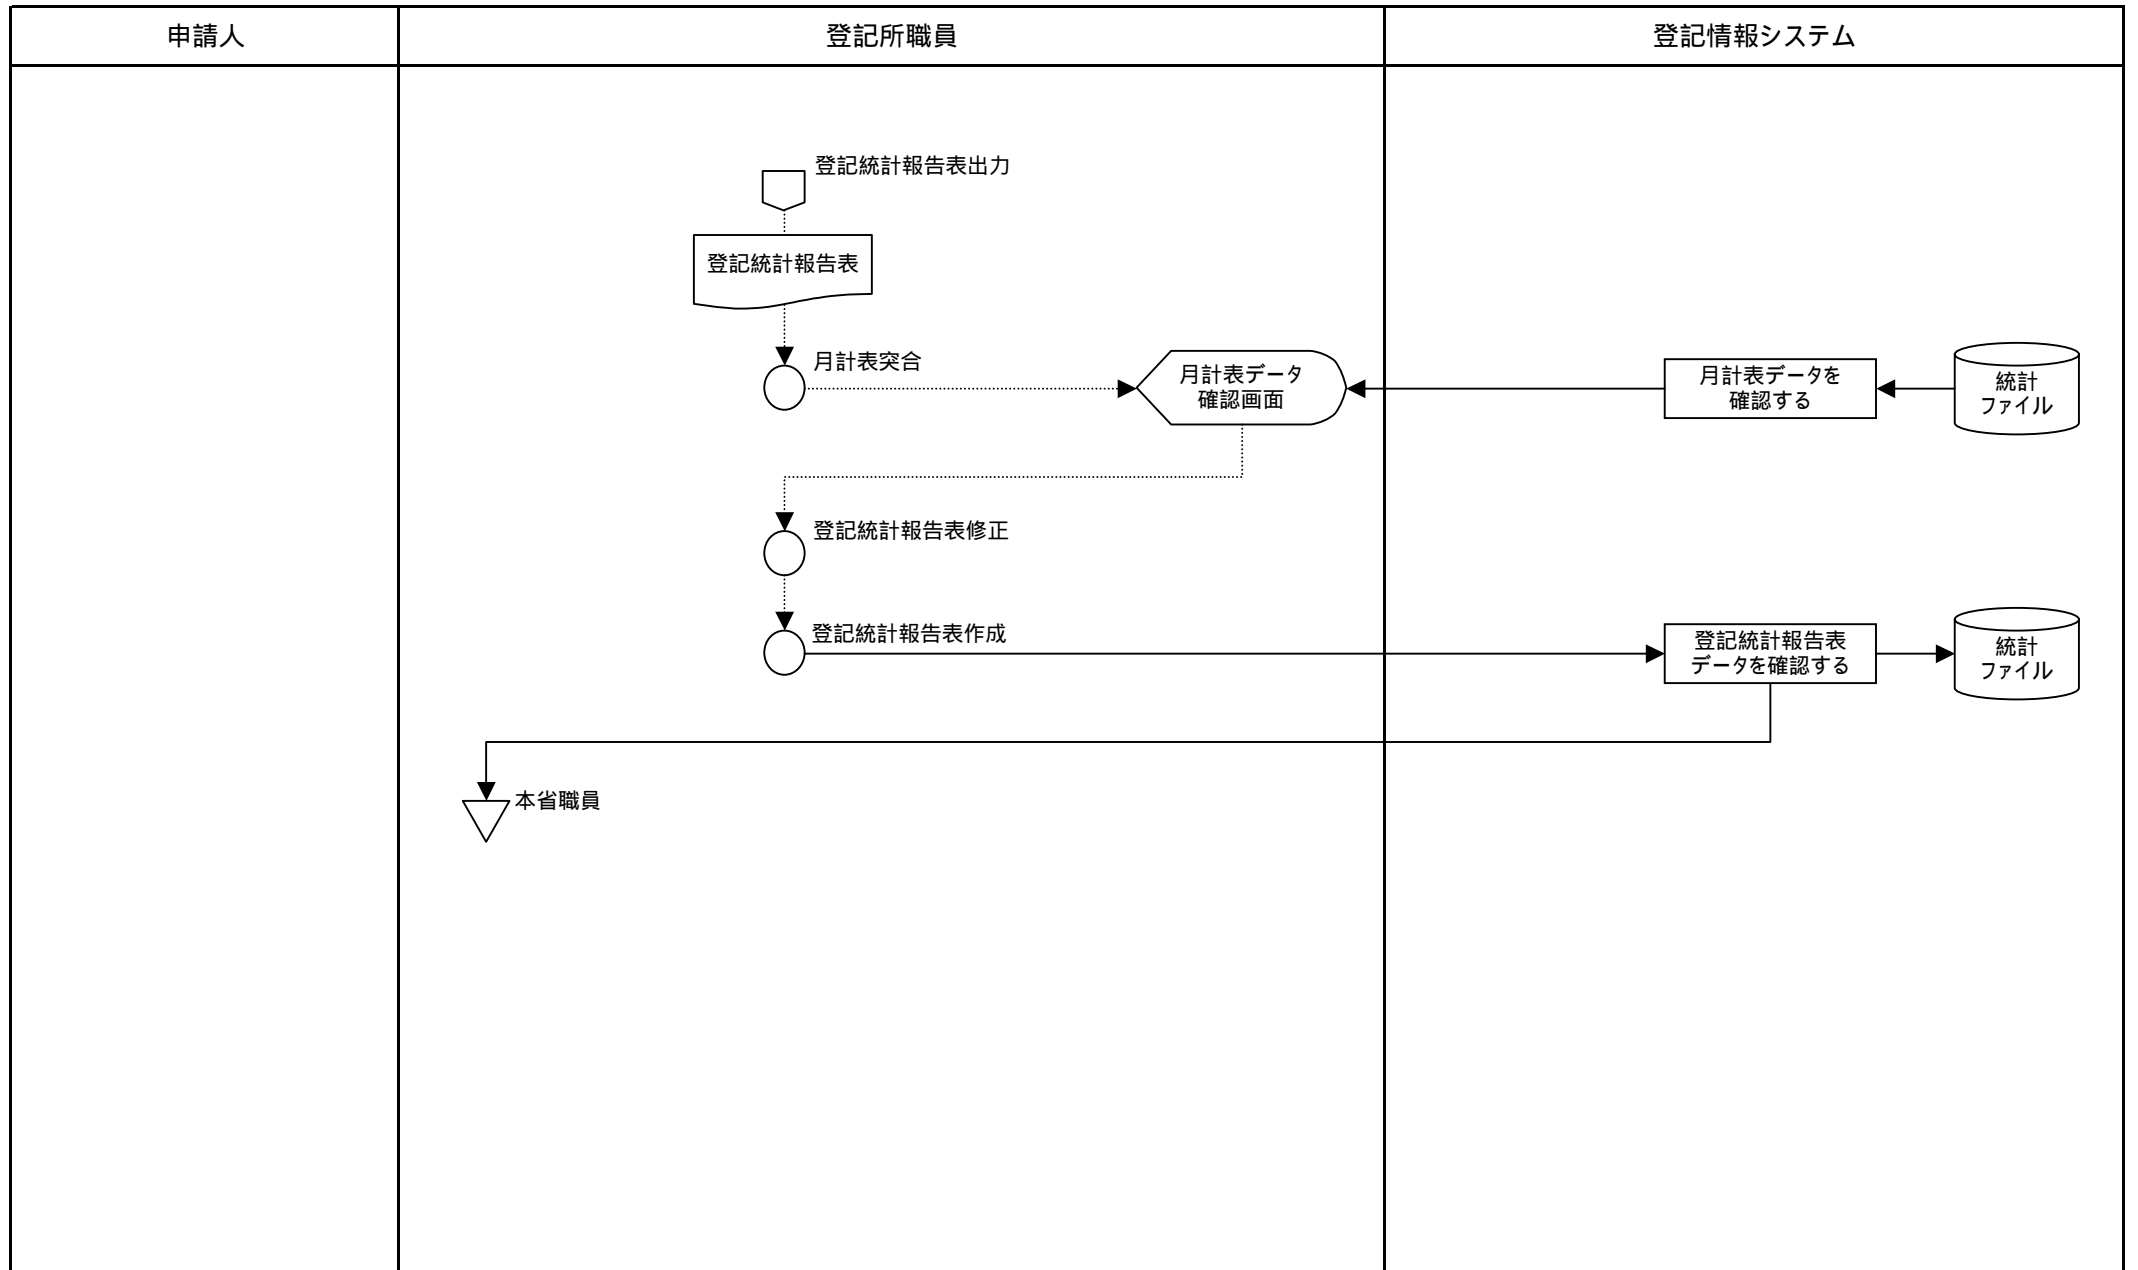 申請人
登記所職員
登記情報システム
登記統計報告表出力
登記統計報告表
月計表突合
月計表データ
確認画面
月計表データを
確認する
統計
ファイル
登記統計報告表修正
登記統計報告表作成
登記統計報告表
データを確認する
統計
ファイル
本省職員